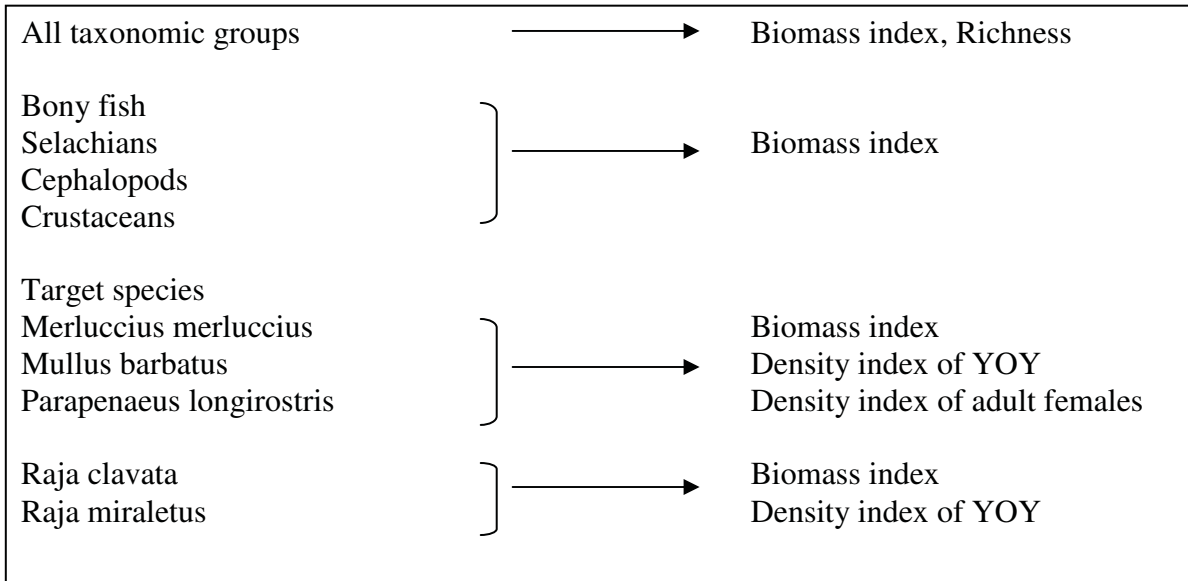 All taxonomic groups Biomass index, Richness
Bony fish
Selachians Biomass index
Cephalopods
Crustaceans
Target species
Merluccius merluccius Biomass index
Mullus barbatus Density index of YOY
Parapenaeus longirostris Density index of adult females
Raja clavata Biomass index
Raja miraletus Density index of YOY